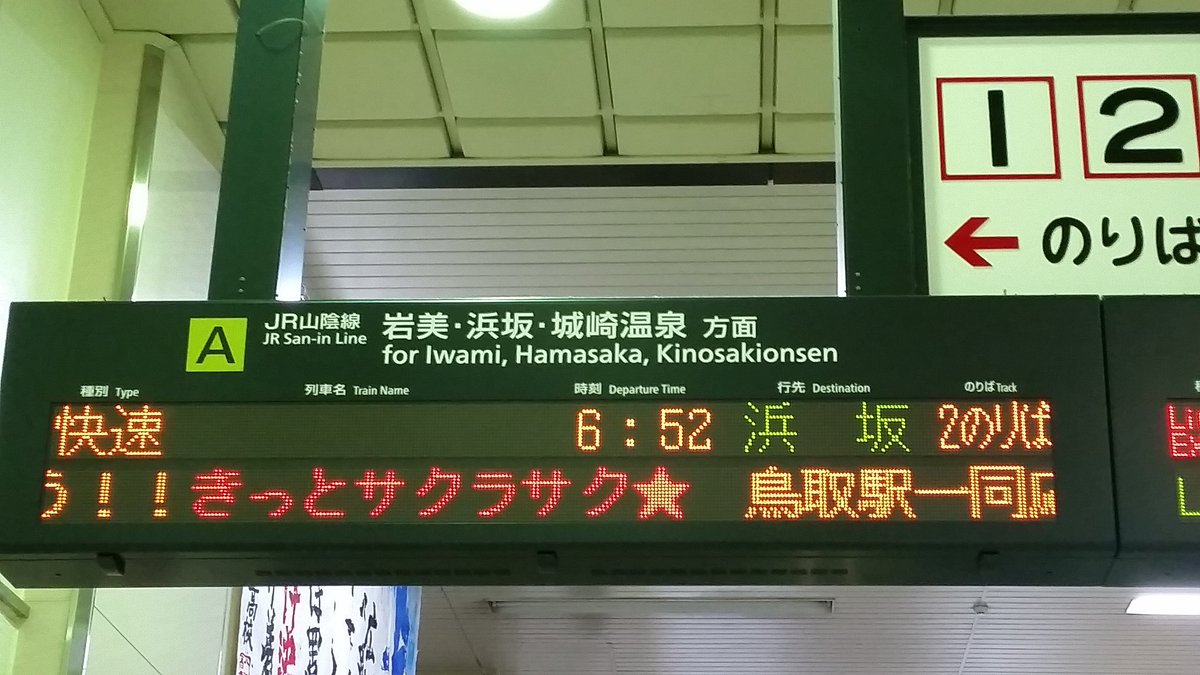 1 2
← のりば
A JR山陰線 岩美・浜坂・城崎温泉 方面
JR San-in Line for Iwami, Hamasaka, Kinosakionsen
種別 Type 列車名 Train Name 時刻 Departure Time 行先 Destination のりば Track
快速 6:52 浜 坂 2のりば
う!!きっとサクラサク★ 鳥取駅一同応